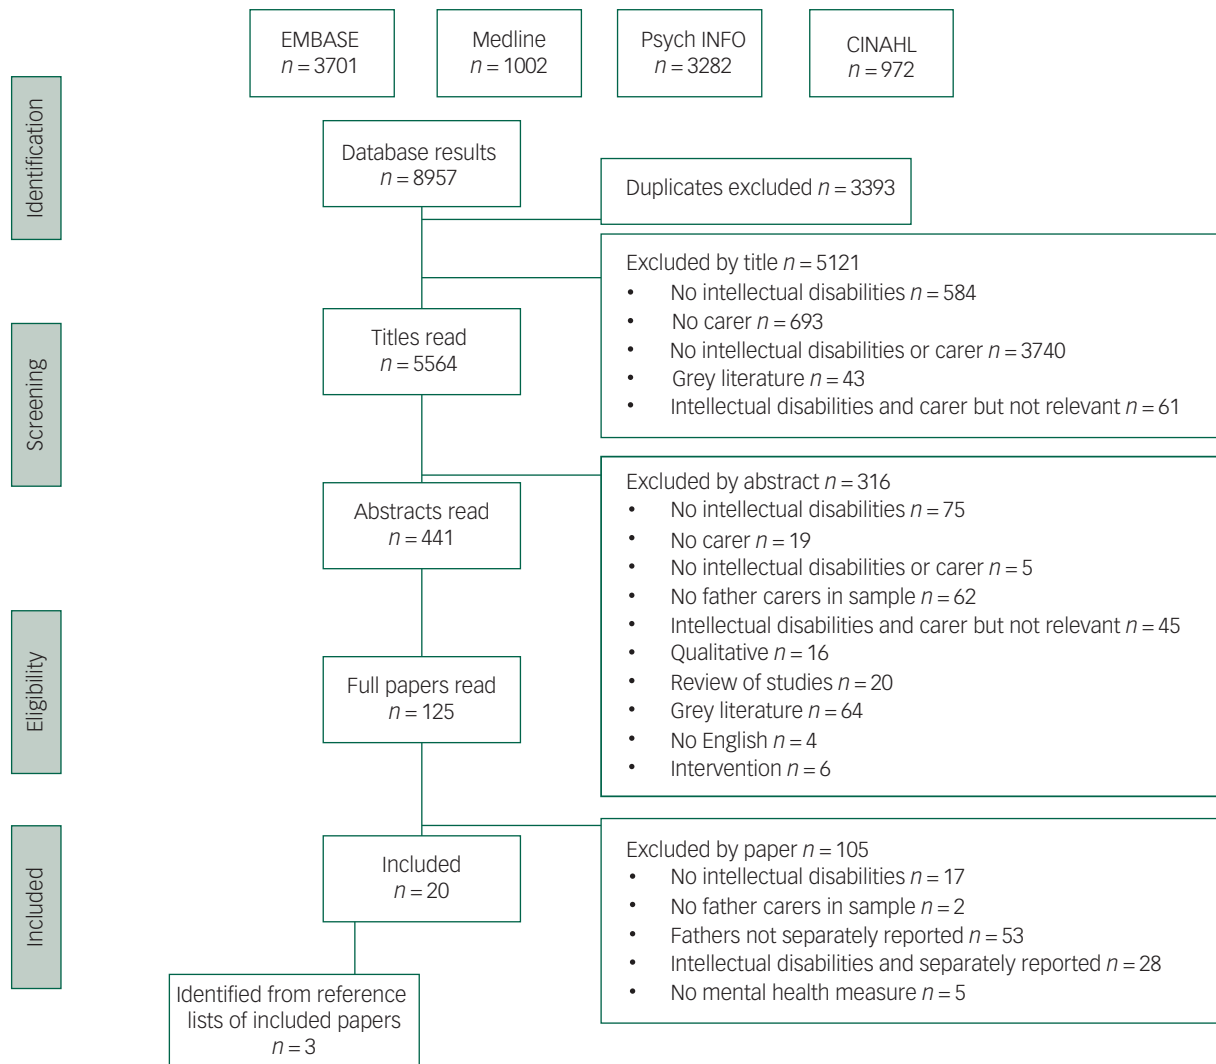 EMBASE
n = 3701
Medline
n = 1002
Psych INFO
n = 3282
CINAHL
n = 972
Identification
Database results
n = 8957
Duplicates excluded n = 3393
Excluded by title n = 5121
• No intellectual disabilities n = 584
• No carer n = 693
• No intellectual disabilities or carer n = 3740
• Grey literature n = 43
• Intellectual disabilities and carer but not relevant n = 61
Screening
Titles read
n = 5564
Abstracts read
n = 441
Excluded by abstract n = 316
• No intellectual disabilities n = 75
• No carer n = 19
• No intellectual disabilities or carer n = 5
• No father carers in sample n = 62
• Intellectual disabilities and carer but not relevant n = 45
• Qualitative n = 16
• Review of studies n = 20
• Grey literature n = 64
• No English n = 4
• Intervention n = 6
Eligibility
Full papers read
n = 125
Included
Included
n = 20
Excluded by paper n = 105
• No intellectual disabilities n = 17
• No father carers in sample n = 2
• Fathers not separately reported n = 53
• Intellectual disabilities and separately reported n = 28
• No mental health measure n = 5
Identified from reference
lists of included papers
n = 3